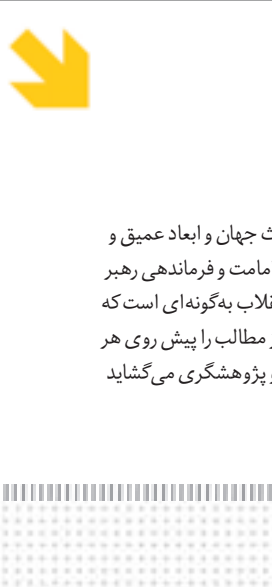 جهان و ابعاد عمیق و
امامت و فرماندهی رهبر
به‌گونه‌ای است که
مطالب را پیش روی هر
پژوهشگری می‌گشاید